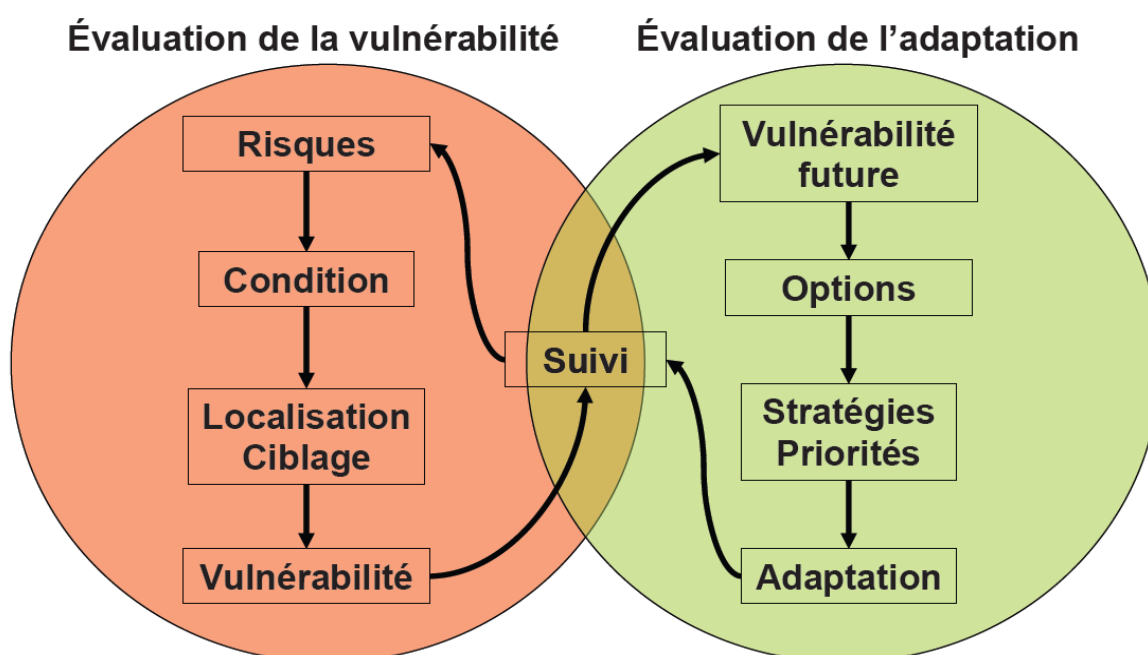 Évaluation de la vulnérabilité
Évaluation de l’adaptation
Risques
Condition
Localisation
Ciblage
Vulnérabilité
Suivi
Vulnérabilité
future
Options
Stratégies
Priorités
Adaptation